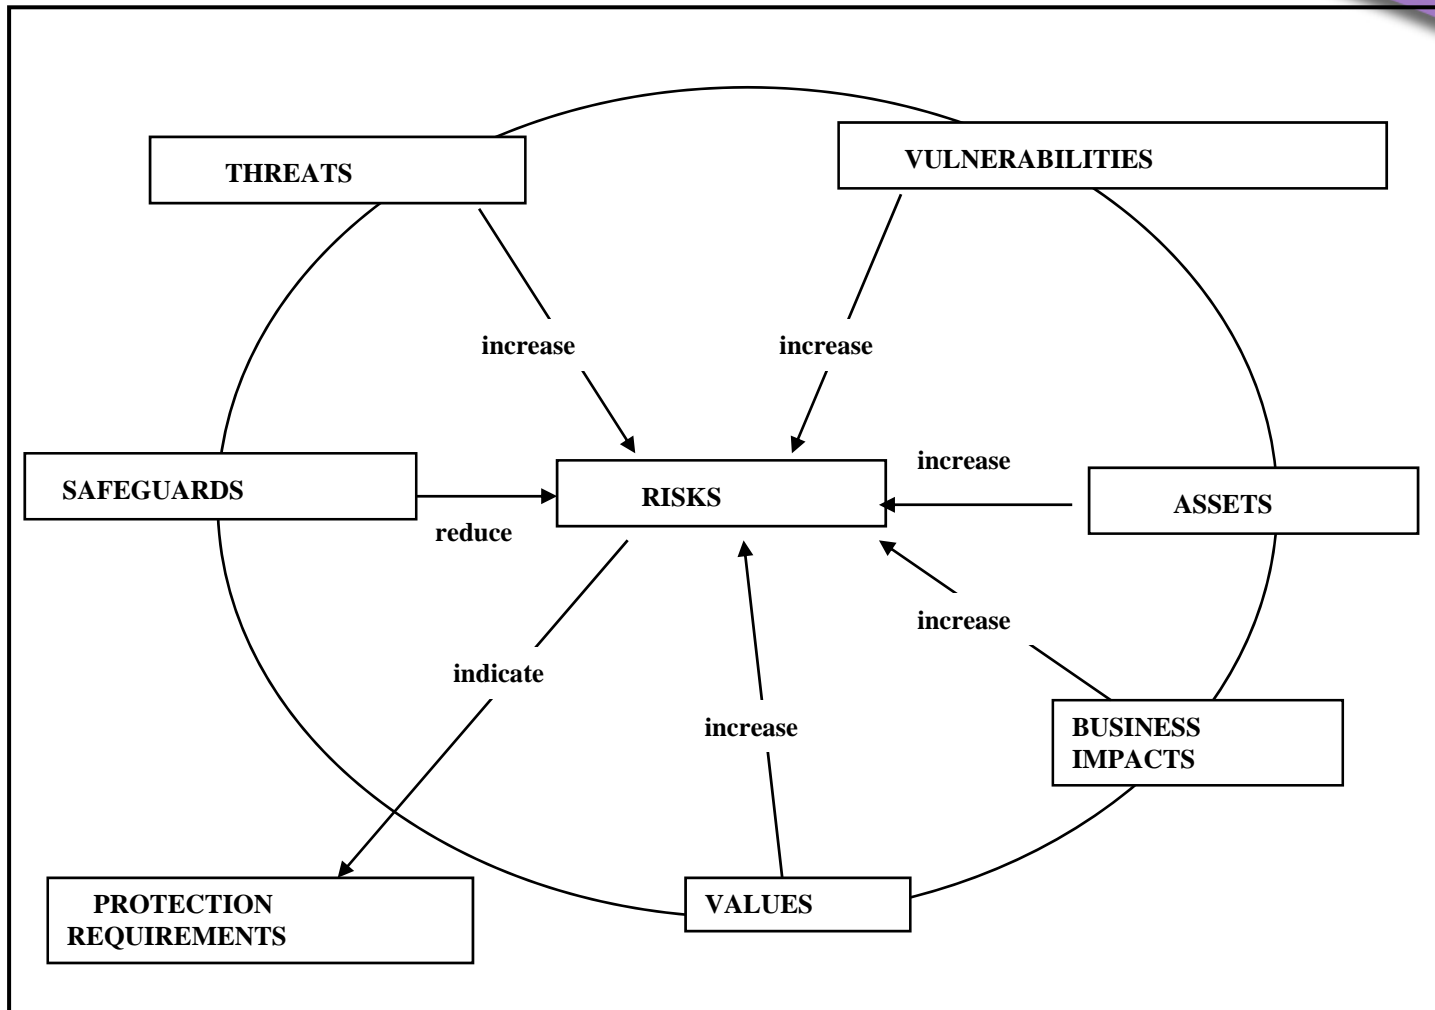 THREATS
VULNERABILITIES
increase
increase
increase
SAFEGUARDS
RISKS
ASSETS
reduce
increase
indicate
increase
BUSINESS
IMPACTS
PROTECTION
REQUIREMENTS
VALUES